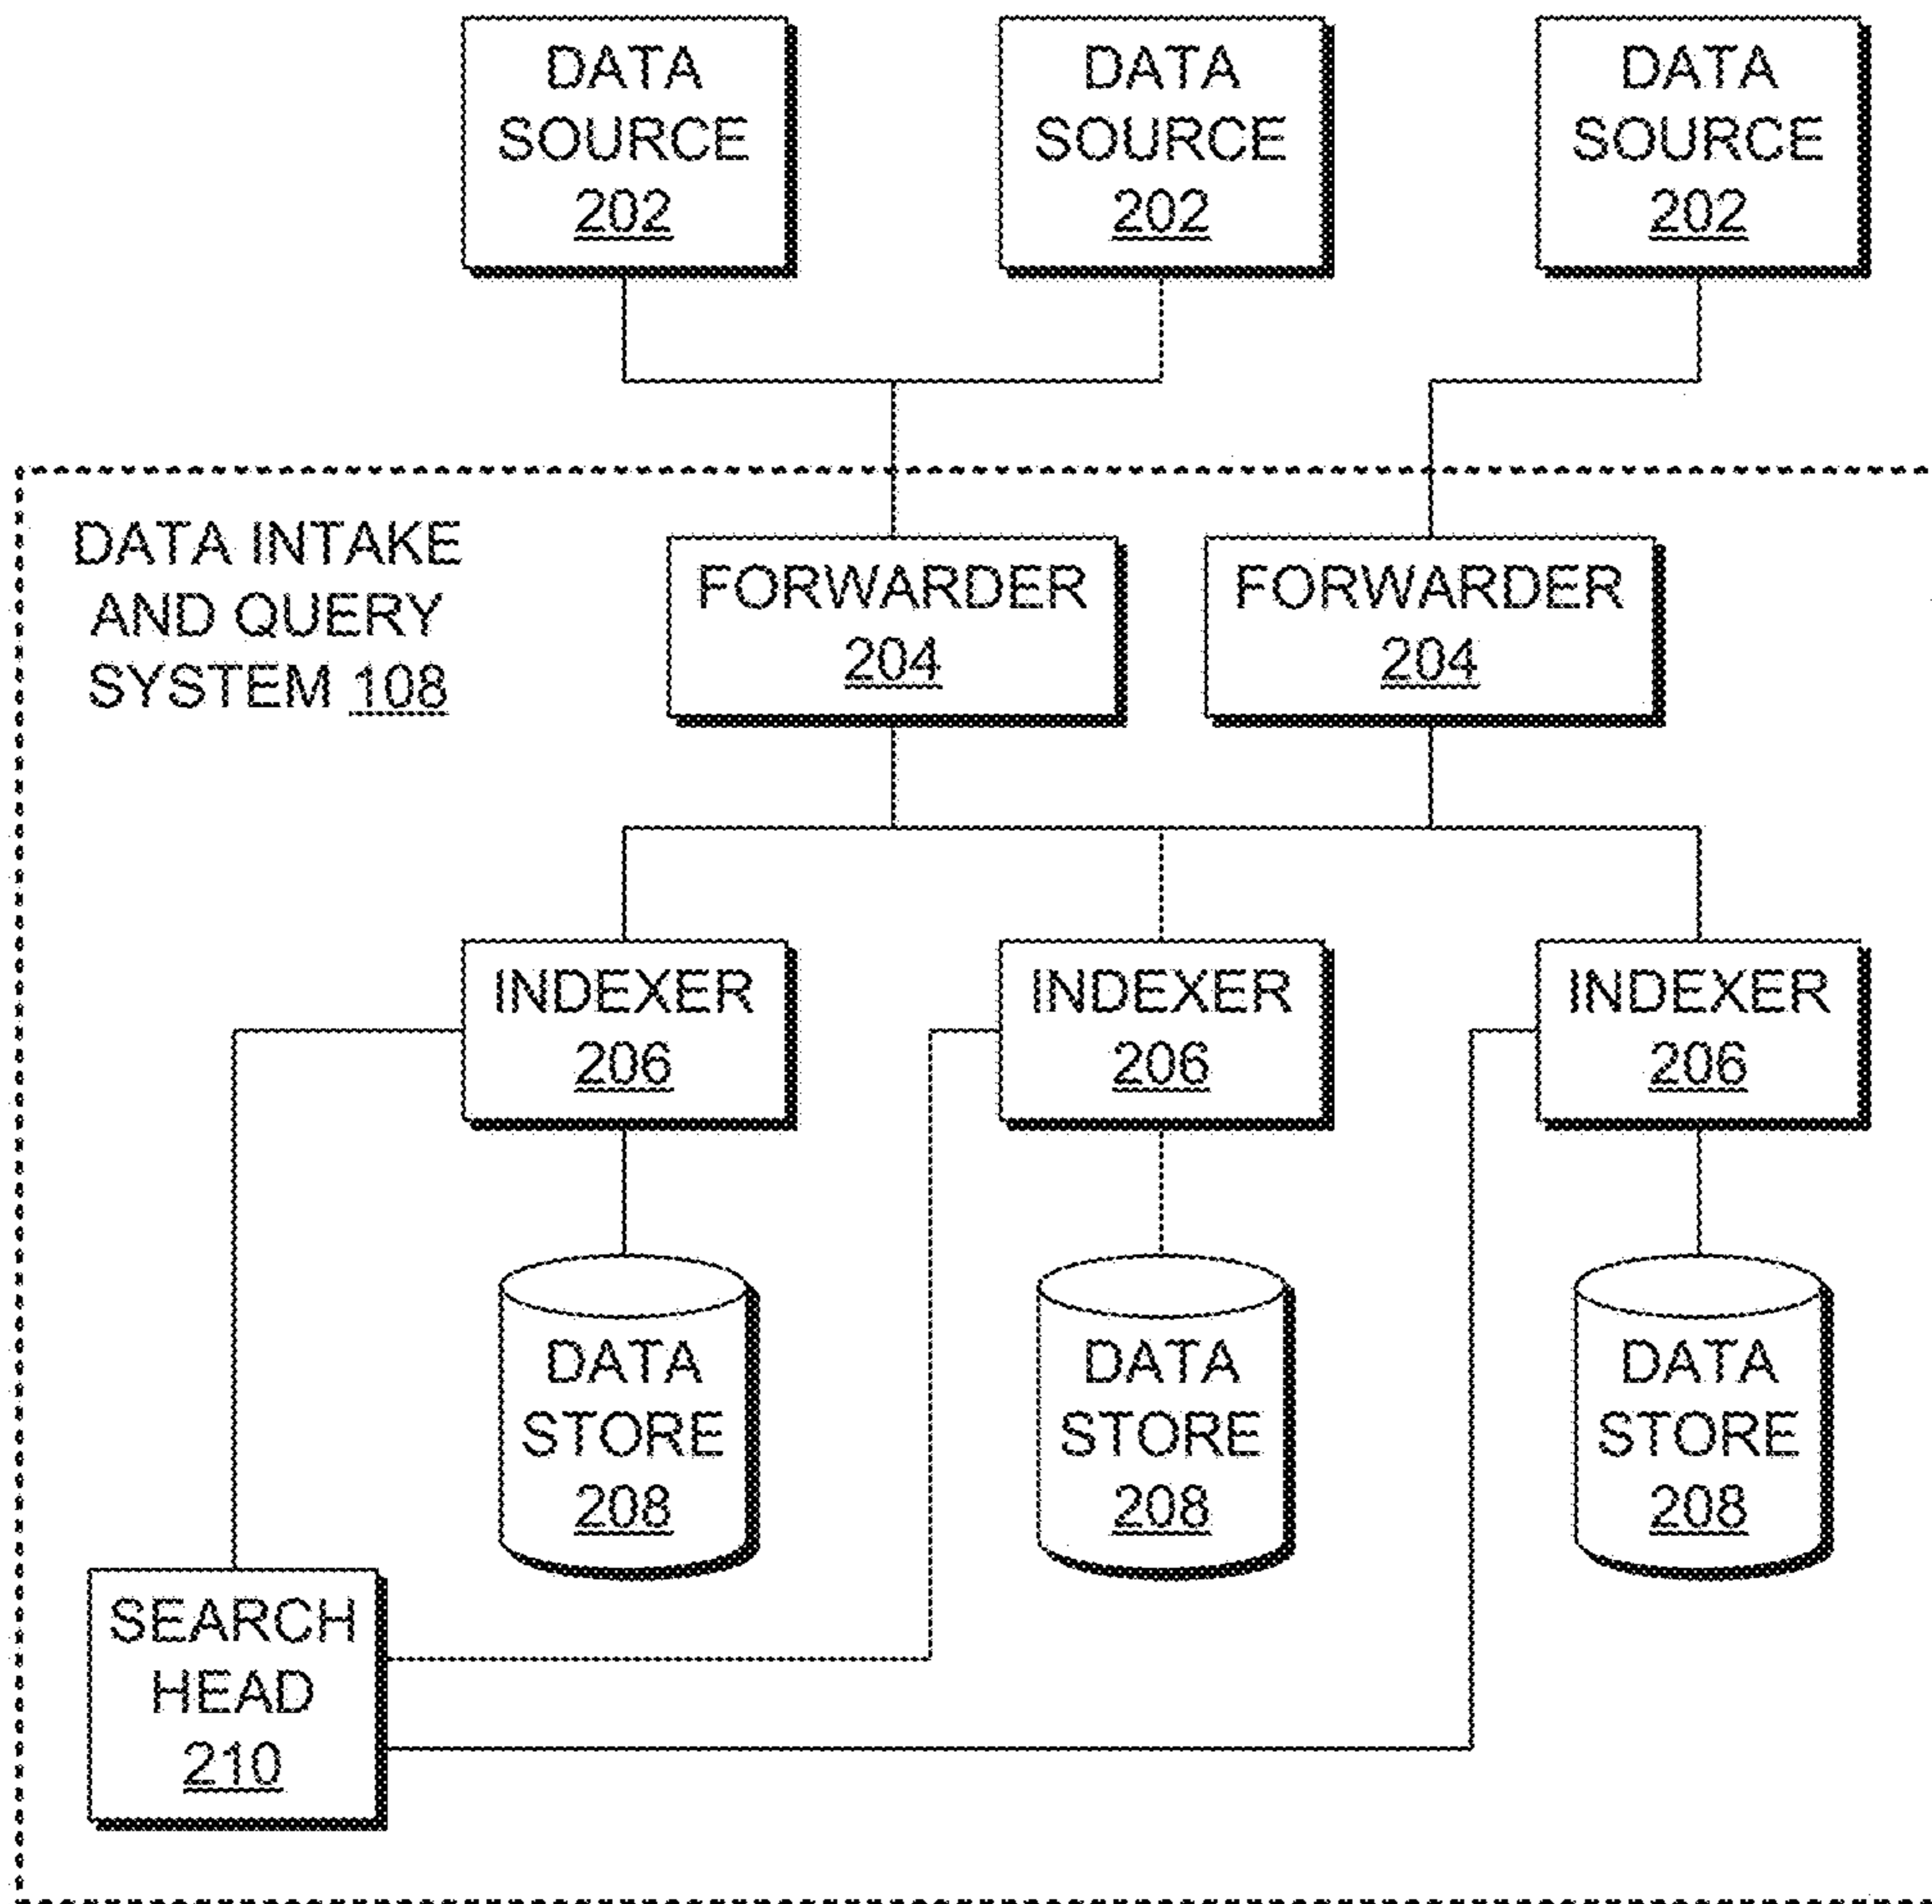 DATA
SOURCE
202
DATA
SOURCE
202
DATA
SOURCE
202
DATA INTAKE
AND QUERY
SYSTEM 108
FORWARDER
204
FORWARDER
204
INDEXER
206
INDEXER
206
INDEXER
206
DATA
STORE
208
DATA
STORE
208
DATA
STORE
208
SEARCH
HEAD
210